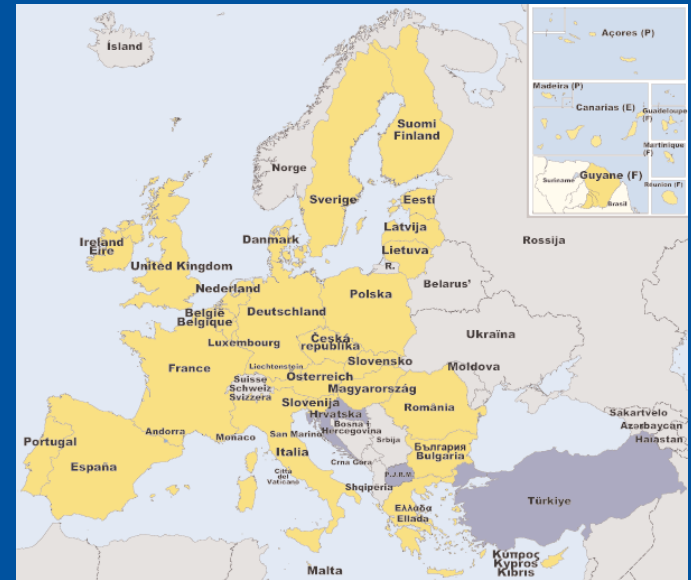 Ísland
Açores (P)
Madeira (P)
Canarias (E)
Guadeloupe
(F)
Martinique
(F)
Guyane (F)
Suriname
Brasil
Réunion (F)
Suomi
Finland
Norge
Sverige
Eesti
Latvija
Lietuva
R.
Rossija
Danmark
Ireland
Éire
United Kingdom
Nederland
België
Belgique
Deutschland
Polska
Belarus'
Luxembourg
Česká
republika
Ukraïna
Slovensko
France
Liechtenstein
Österreich
Moldova
Suisse
Schweiz
Svizzera
Magyarország
Slovenija
România
Hrvatska
Bosna i
Hercegovina
Srbija
Sakartvelo
Azərbaycan
Haiastan
Portugal
España
Andorra
Monaco
San Marino
Italia
Città
del
Vaticano
Crna Gora
България
Bulgaria
P.J.R.M.
Shqipëria
Türkiye
Ελλάδα
Ellada
Malta
Κύπρος
Kýpros
Kıbrıs